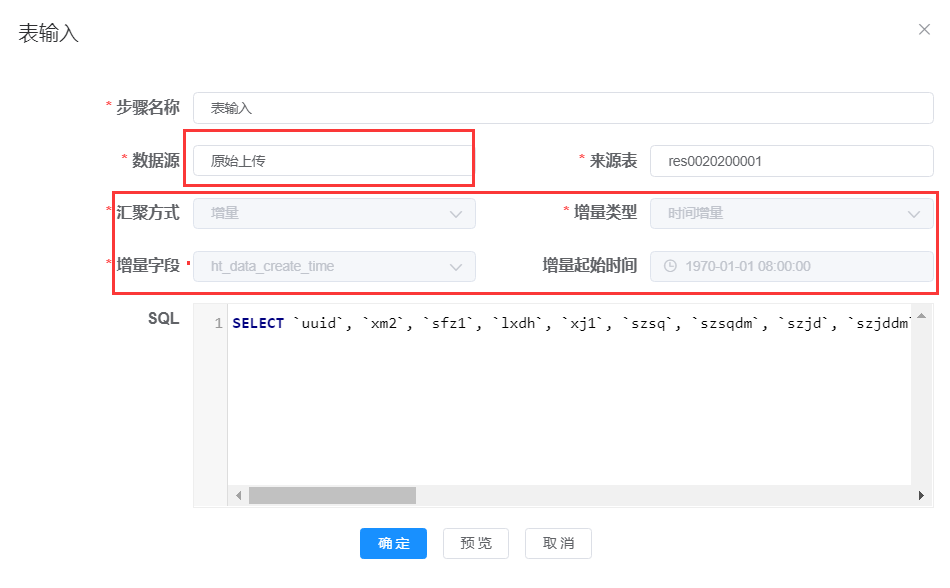 表输入
* 步骤名称 表输入
* 数据源 原始上传 * 来源表 res0020200001
* 汇聚方式 增量 * 增量类型 时间增量
* 增量字段 ht_data_create_time 增量起始时间 1970-01-01 08:00:00
SQL
1 SELECT `uuid`, `xm2`, `sfz1`, `lxdh`, `xj1`, `szsq`, `szsqdm`, `szjd`, `szjddm`
确定 预览 取消